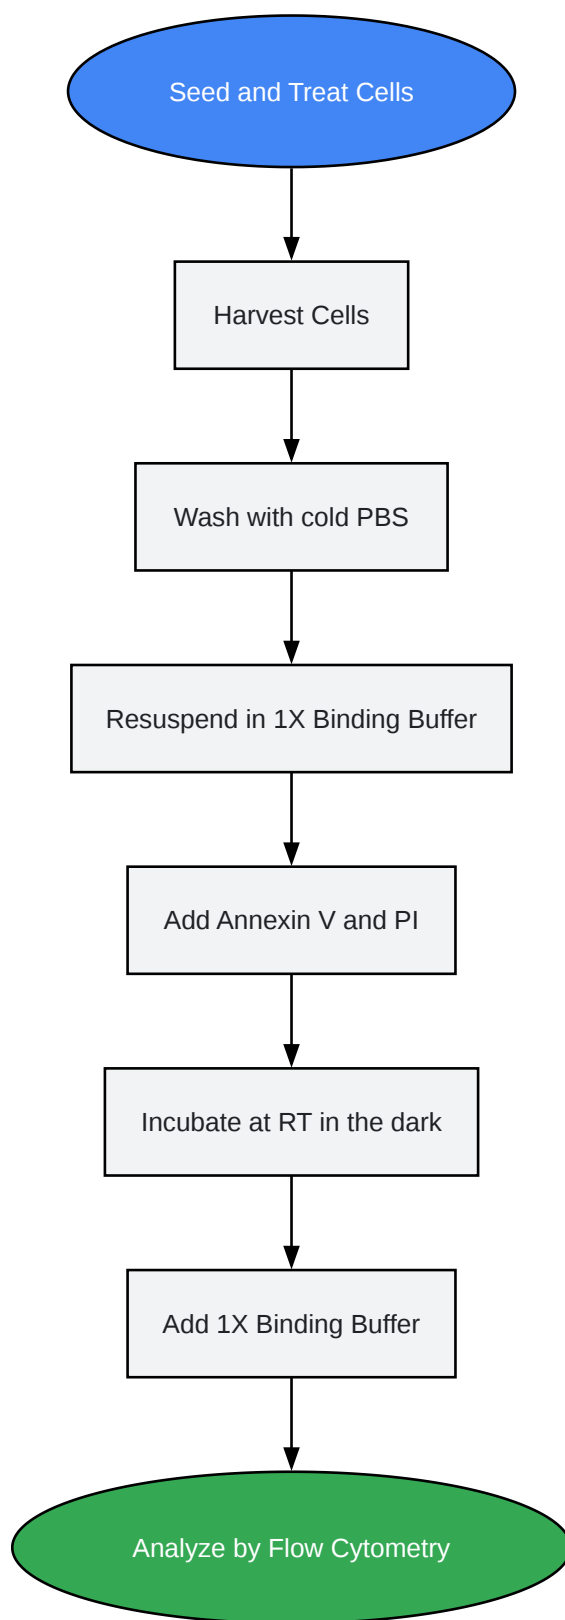 Seed and Treat Cells
Harvest Cells
Wash with cold PBS
Resuspend in 1X Binding Buffer
Add Annexin V and PI
Incubate at RT in the dark
Add 1X Binding Buffer
Analyze by Flow Cytometry